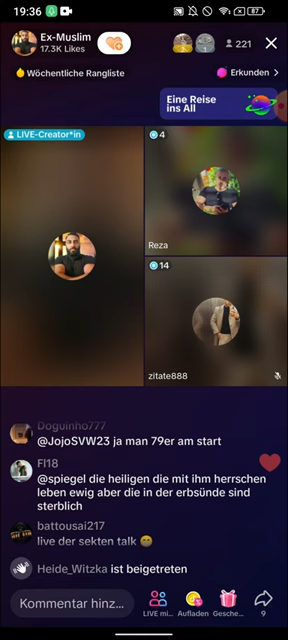 19:36
87
Ex-Muslim
17.3K Likes
221
Wöchentliche Rangliste
Erkunden
Eine Reise
ins All
LIVE-Creator*in
4
Reza
14
zitate888
Doguinho777
@JojoSVW23 ja man 79er am start
Fl18
@spiegel die heiligen die mit ihm herrschen
leben ewig aber die in der erbsünde sind
sterblich
battousai217
live der sekten talk
Heide_Witzka ist beigetreten
Kommentar hinz...
LIVE mi...
Aufladen
Gesche...
9